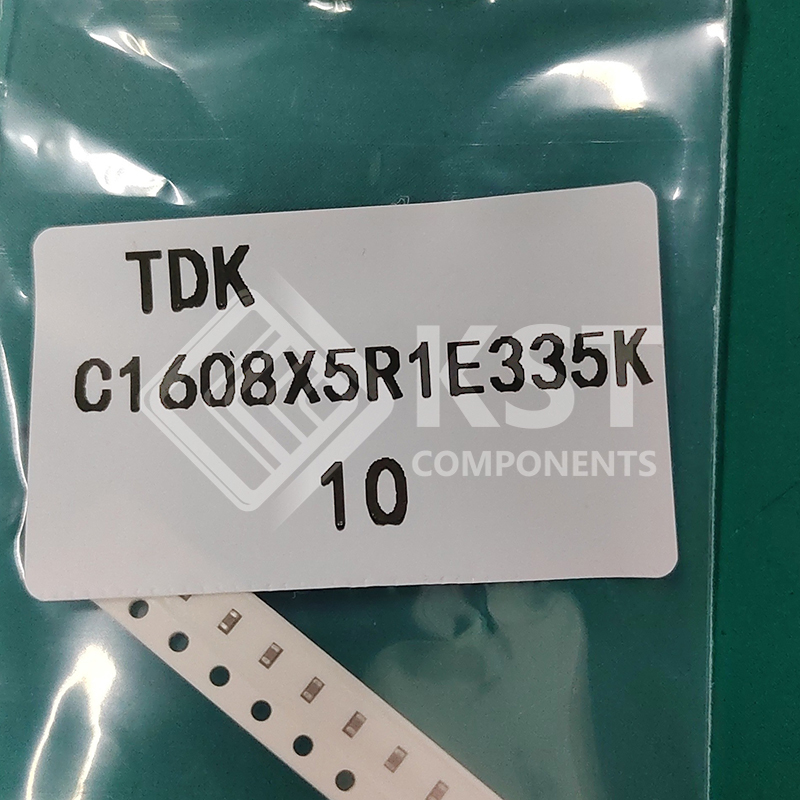 TDK
C1608X5R1E335K
10
KST
COMPONENTS